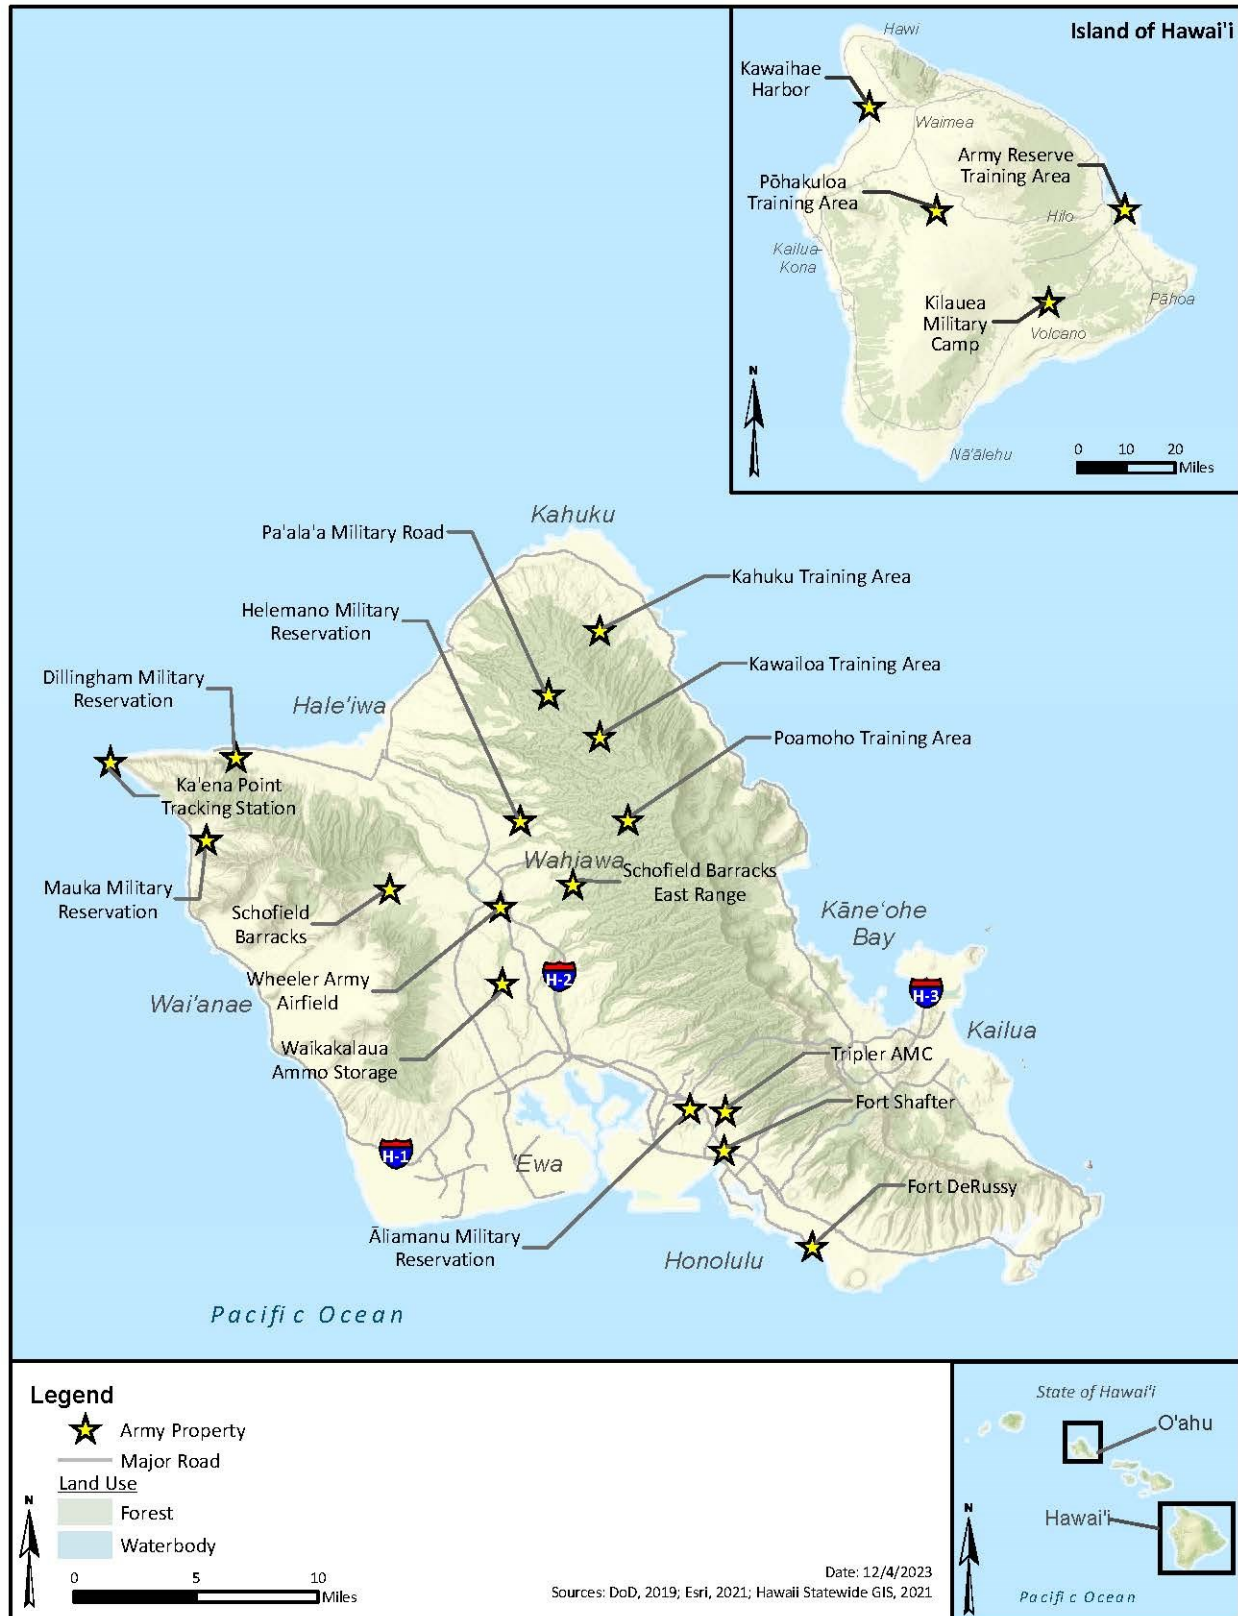 Island of Hawai'i
Hawi
Kawaihae
Harbor
Waimea
Army Reserve
Training Area
Pōhakuloa
Training Area
Hilo
Kailua-
Kona
Kilauea
Military
Camp
Pāhoa
Volcano
N
Nā'ālehu
0 10 20
Miles
Kahuku
Pa'ala'a Military Road
Kahuku Training Area
Helemano Military
Reservation
Kawailoa Training Area
Dillingham Military
Reservation
Hale'iwa
Poamoho Training Area
Ka'ena Point
Tracking Station
Wahiawa
Schofield Barracks
East Range
Mauka Military
Reservation
Schofield
Barracks
Kāne'ohe
Bay
Wheeler Army
Airfield
H-2
H-3
Wai'anae
Kailua
Waikakalaua
Ammo Storage
Tripler AMC
Fort Shafter
H-1
'Ewa
Fort DeRussy
Āliamanu Military
Reservation
Honolulu
Pacific Ocean
Legend
Army Property
Major Road
Land Use
Forest
Waterbody
N
0 5 10
Miles
Date: 12/4/2023
Sources: DoD, 2019; Esri, 2021; Hawaii Statewide GIS, 2021
State of Hawai'i
O'ahu
N
Hawai'i
Pacific Ocean